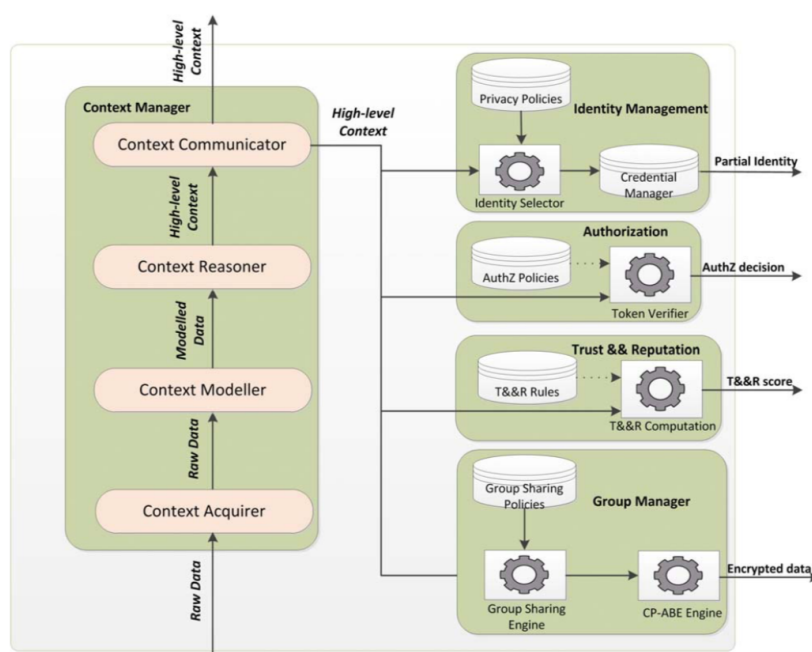 High-level
Context
Context Manager
Context Communicator
High-level
Context
Context Reasoner
Modelled
Data
Context Modeller
Raw Data
Context Acquirer
Raw Data
High-level
Context
Privacy Policies
Identity Management
Identity Selector
Credential
Manager
Partial Identity
Authorization
AuthZ Policies
Token Verifier
AuthZ decision
Trust && Reputation
T&&R Rules
T&&R Computation
T&&R score
Group Sharing
Policies
Group Manager
Group Sharing
Engine
CP-ABE Engine
Encrypted data